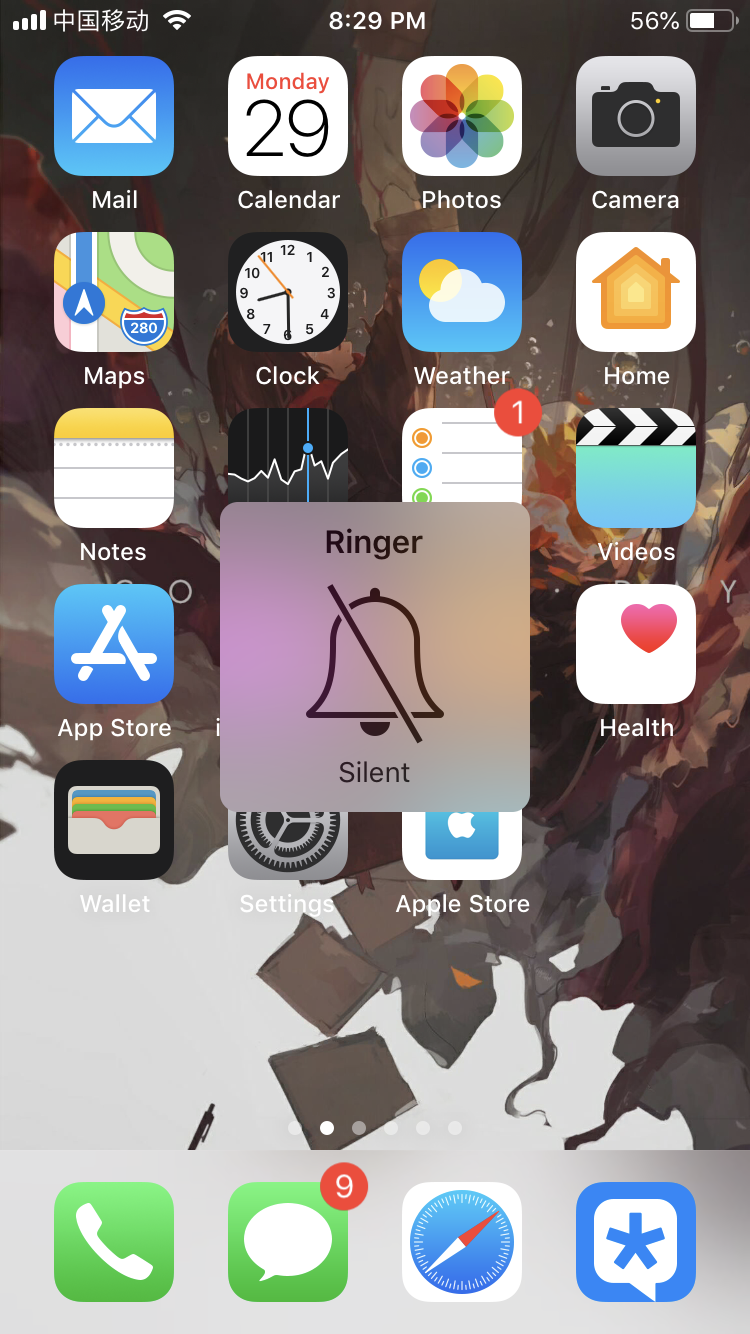 中国移动 8:29 PM 56%
Monday
29
Mail Calendar Photos Camera
12
11 1
10 2
9 3
8 4
7 5
6
280
Maps Clock Weather Home
1
Notes Videos
Ringer
App Store i Health
Silent
Wallet Settings Apple Store
O Y
9